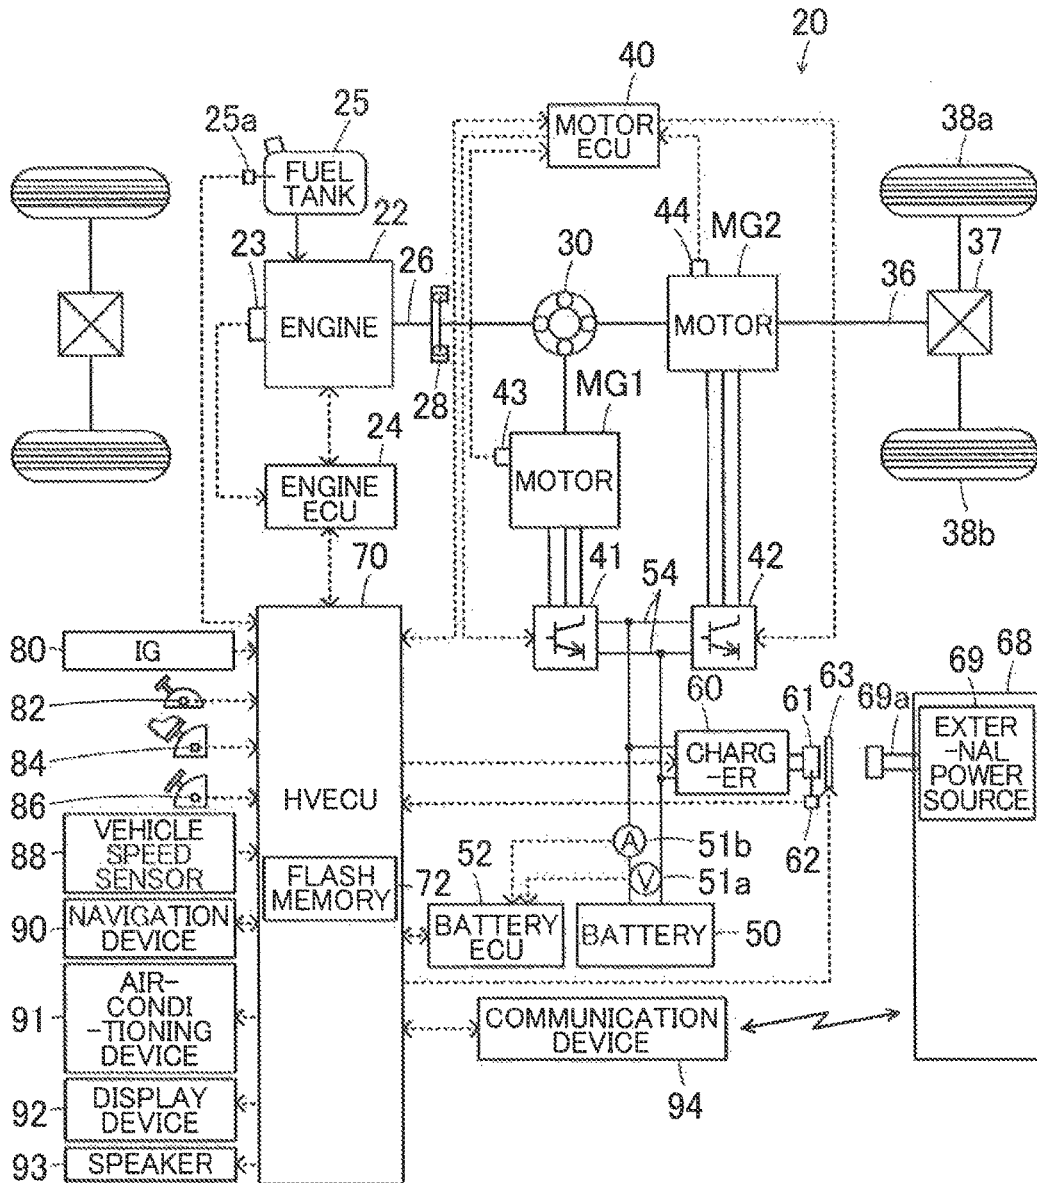 20
40
25
25a
MOTOR
ECU
38a
FUEL
TANK
22
44
MG2
23
26
30
37
36
ENGINE
MOTOR
MG1
28
43
24
MOTOR
ENGINE
ECU
38b
70
41
54
42
80
IG
60
63
68
61
69
82
69a
EXTER
-NAL
POWER
SOURCE
CHARG
-ER
84
HVECU
86
VEHICLE
SPEED
SENSOR
88
A
51b
62
52
V
51a
FLASH
MEMORY
72
NAVIGATION
DEVICE
90
BATTERY
ECU
BATTERY
50
AIR-
CONDI
-TIONING
DEVICE
91
COMMUNICATION
DEVICE
94
DISPLAY
DEVICE
92
93
SPEAKER